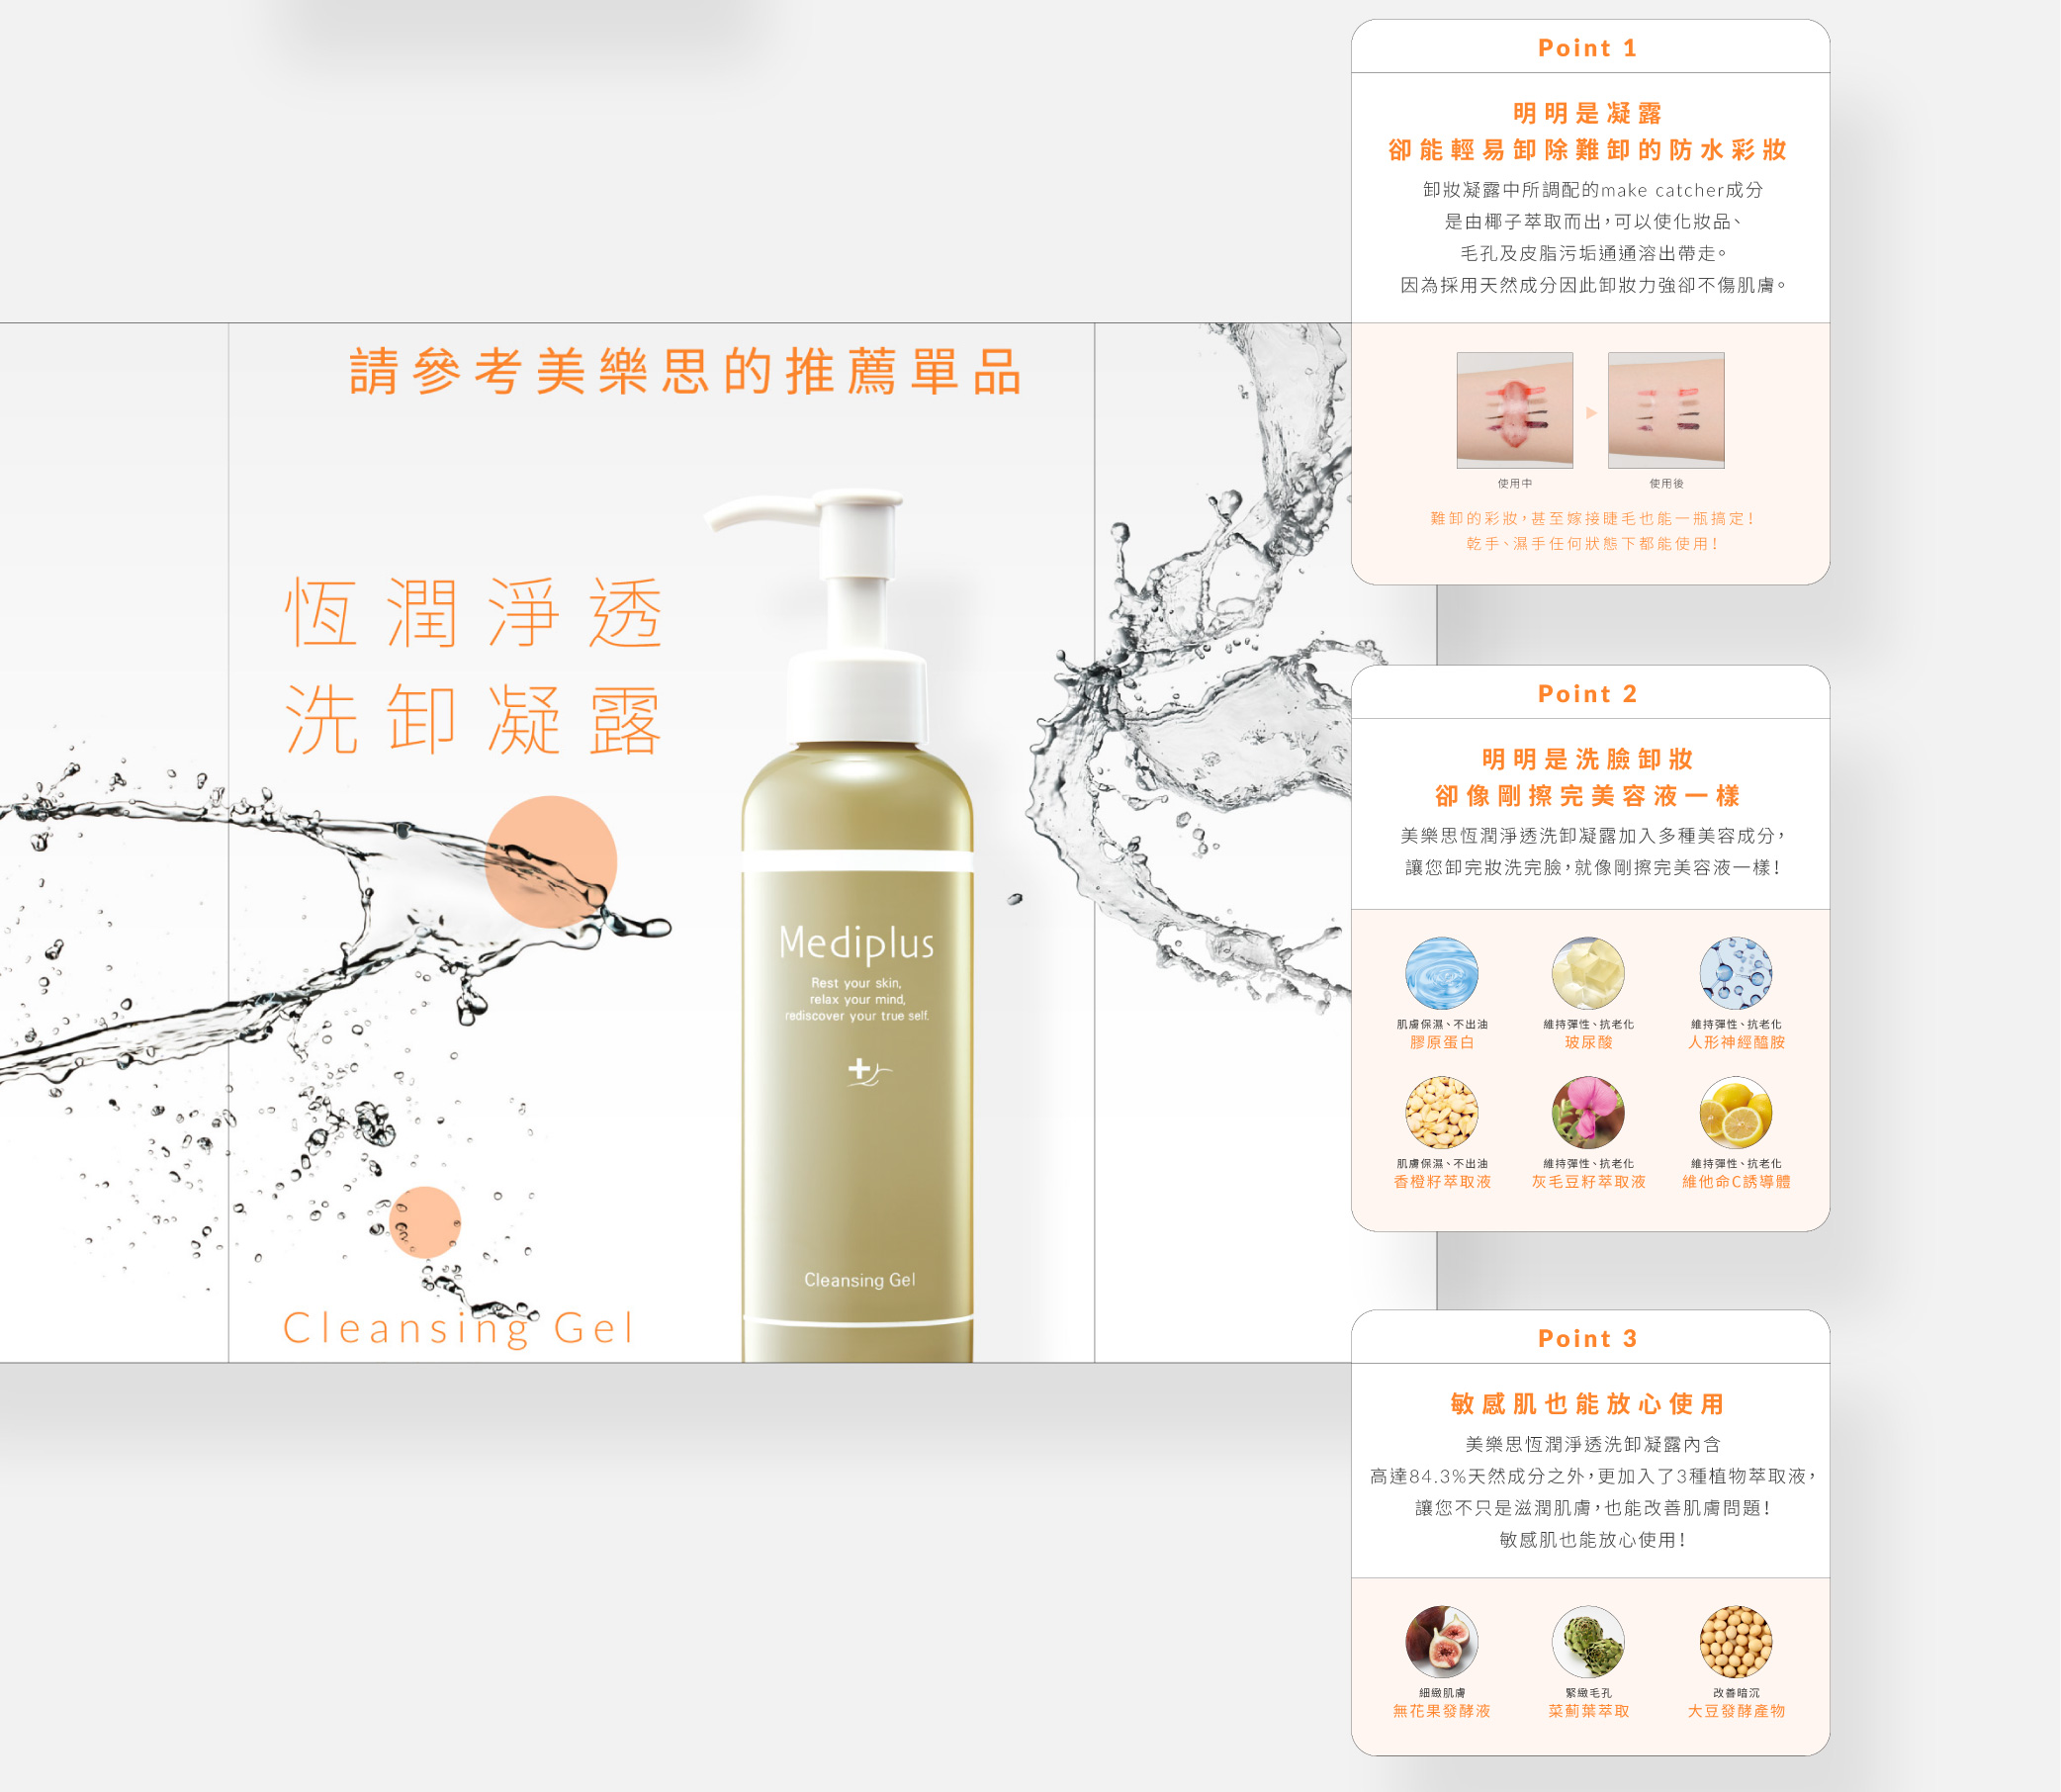 請參考美樂思的推薦單品
恆潤淨透
洗卸凝露
Mediplus
Rest your skin,
relax your mind,
rediscover your true self.
Cleansing Gel
Cleansing Gel
Point 1
明明是凝露
卻能輕易卸除難卸的防水彩妝
卸妝凝露中所調配的make catcher成分
是由椰子萃取而出，可以使化妝品、
毛孔及皮脂污垢通通溶出帶走。
因為採用天然成分因此卸妝力強卻不傷肌膚。
使用中
使用後
難卸的彩妝，甚至嫁接睫毛也能一瓶搞定！
乾手、濕手任何狀態下都能使用！
Point 2
明明是洗臉卸妝
卻像剛擦完美容液一樣
美樂思恆潤淨透洗卸凝露加入多種美容成分，
讓您卸完妝洗完臉，就像剛擦完美容液一樣！
肌膚保濕、不出油
膠原蛋白
維持彈性、抗老化
玻尿酸
維持彈性、抗老化
人形神經醯胺
肌膚保濕、不出油
香橙籽萃取液
維持彈性、抗老化
灰毛豆籽萃取液
維持彈性、抗老化
維他命C誘導體
Point 3
敏感肌也能放心使用
美樂思恆潤淨透洗卸凝露內含
高達84.3%天然成分之外，更加入了3種植物萃取液，
讓您不只是滋潤肌膚，也能改善肌膚問題！
敏感肌也能放心使用！
細緻肌膚
無花果發酵液
緊緻毛孔
菜薊葉萃取
改善暗沉
大豆發酵產物